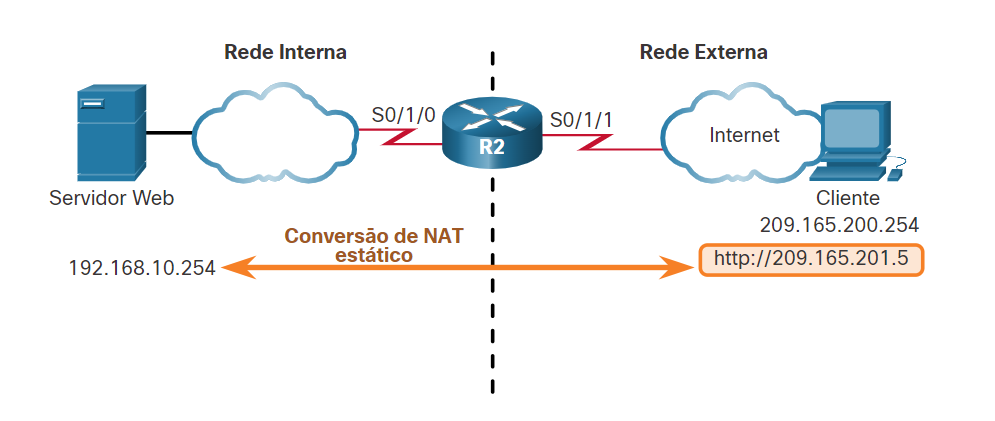 Rede Interna
Rede Externa
S0/1/0
S0/1/1
R2
Internet
Servidor Web
Cliente
209.165.200.254
Conversão de NAT
estático
192.168.10.254
http://209.165.201.5